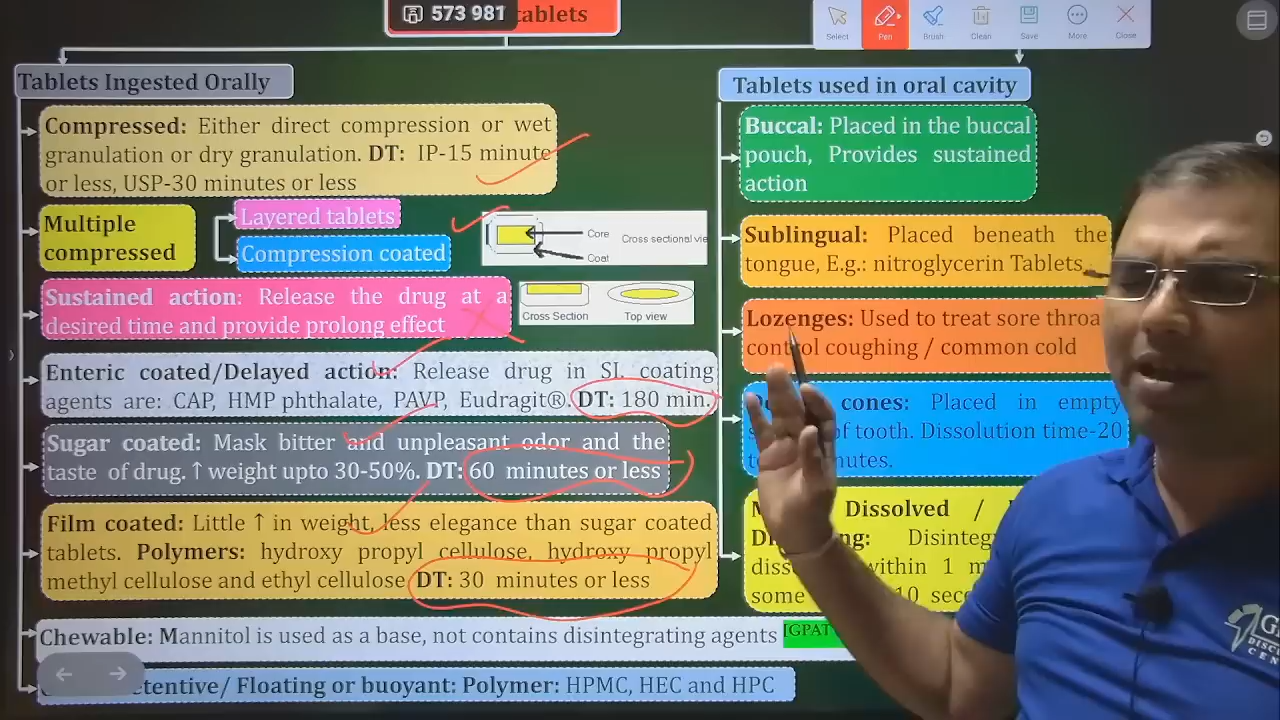 573 981
tablets
Select
Pen
Brush
Clean
Save
More
Close
Tablets Ingested Orally
Compressed: Either direct compression or wet
granulation or dry granulation. DT: IP-15 minute
or less, USP-30 minutes or less
Multiple
compressed
Layered tablets
Compression coated
Core
Coat
Cross sectional vie
Sustained action: Release the drug at a
desired time and provide prolong effect
Cross Section
Top view
Enteric coated/Delayed action: Release drug in SI, coating
agents are: CAP, HMP phthalate, PAVP, Eudragit®. DT: 180 min.
Sugar coated: Mask bitter and unpleasant odor and the
taste of drug. ↑ weight upto 30-50%. DT: 60 minutes or less
Film coated: Little ↑ in weight, less elegance than sugar coated
tablets. Polymers: hydroxy propyl cellulose, hydroxy propyl
methyl cellulose and ethyl cellulose DT: 30 minutes or less
Chewable: Mannitol is used as a base, not contains disintegrating agents [GPAT
etentive/ Floating or buoyant: Polymer: HPMC, HEC and HPC
Tablets used in oral cavity
Buccal: Placed in the buccal
pouch, Provides sustained
action
Sublingual: Placed beneath the
tongue, E.g.: nitroglycerin Tablets
Lozenges: Used to treat sore throa
control coughing / common cold
cones: Placed in empty
of tooth. Dissolution time-20
Dissolved /
Disinteg
within 1 m
some 10 sec